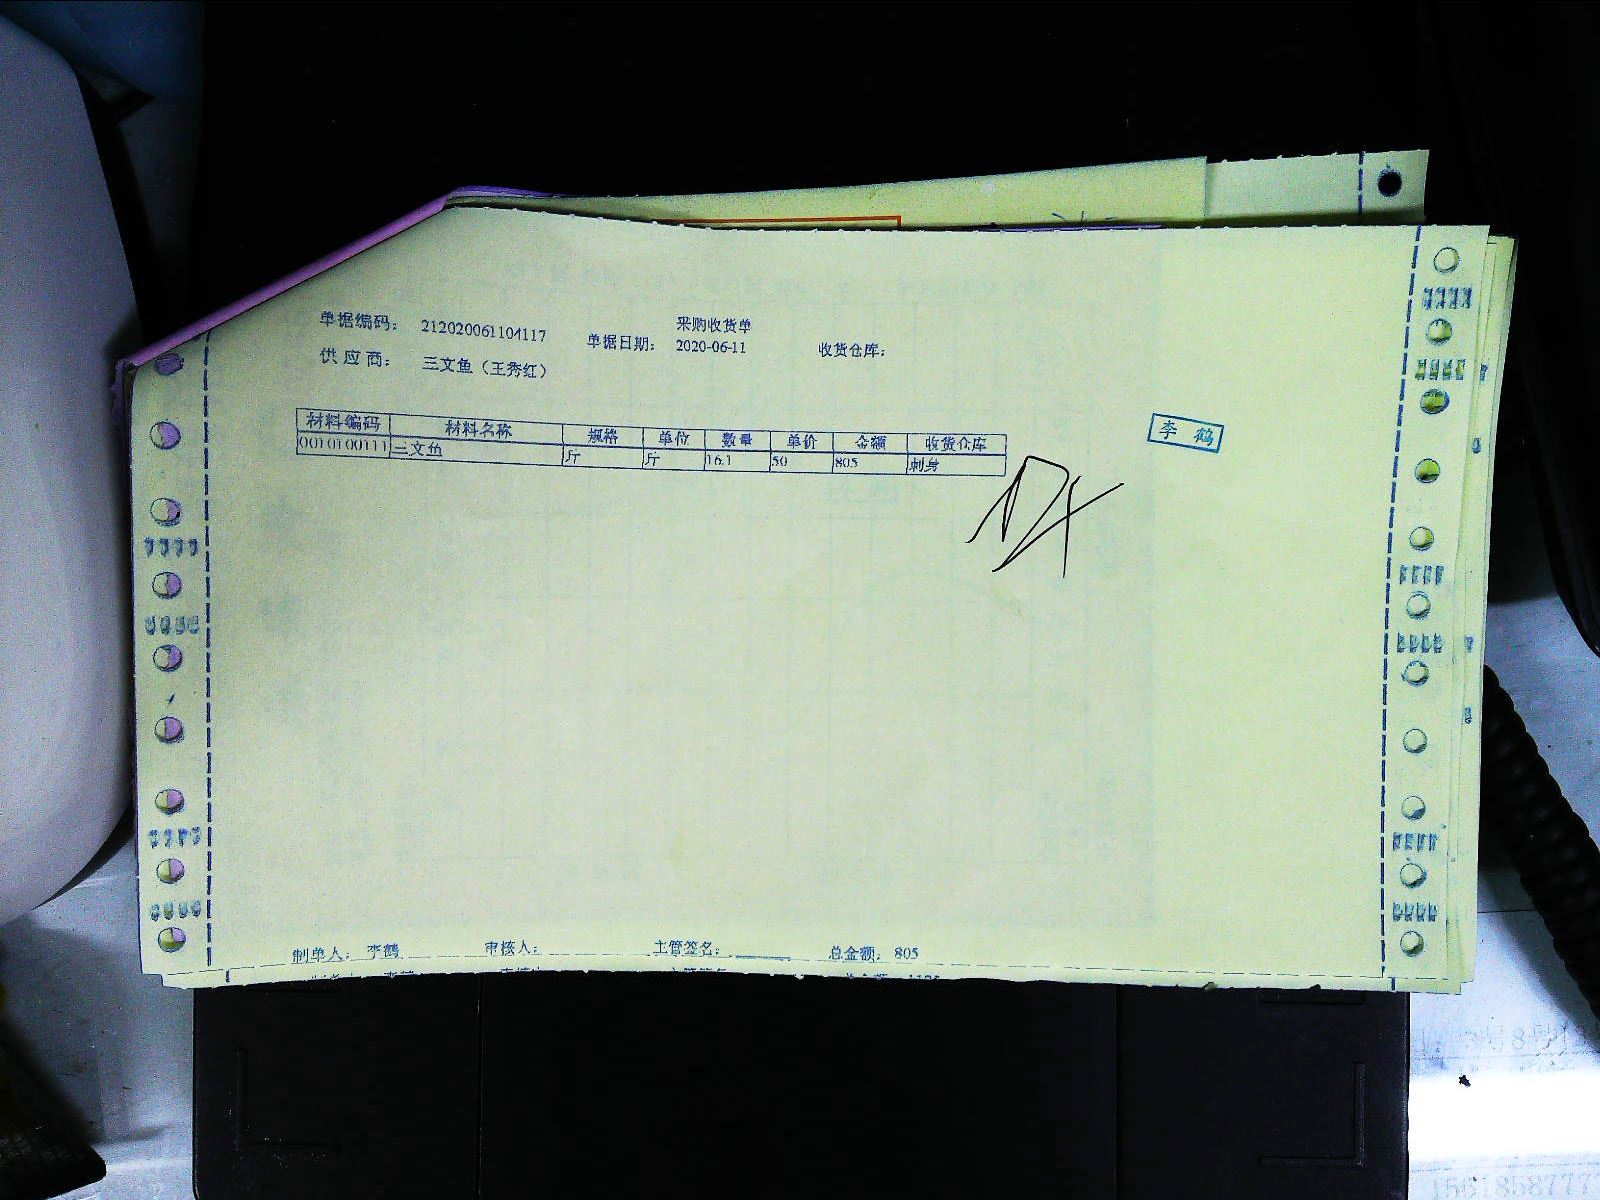 采购收货单
单据编码： 212020061104117 单据日期： 2020-06-11 收货仓库：
供应商： 三文鱼（王秀红）
材料编码 材料名称 规格 单位 数量 单价 金额 收货仓库
0010100111 三文鱼 斤 斤 16.1 50 805 刺身
李 鹤
制单人： 李鹤 审核人： 主管签名： 总金额： 805